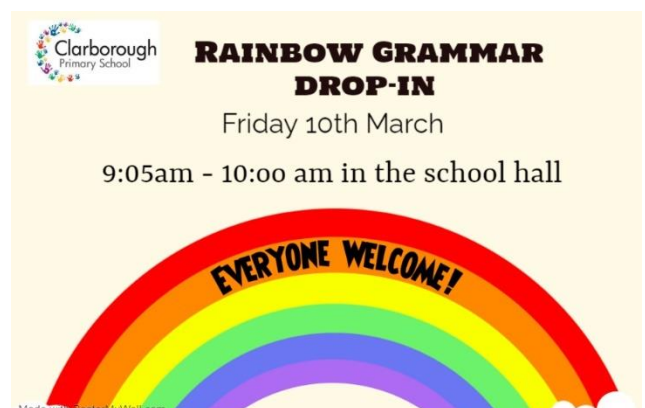 Clarborough
Primary School
RAINBOW GRAMMAR
DROP-IN
Friday 10th March
9:05am - 10:00 am in the school hall
EVERYONE WELCOME!